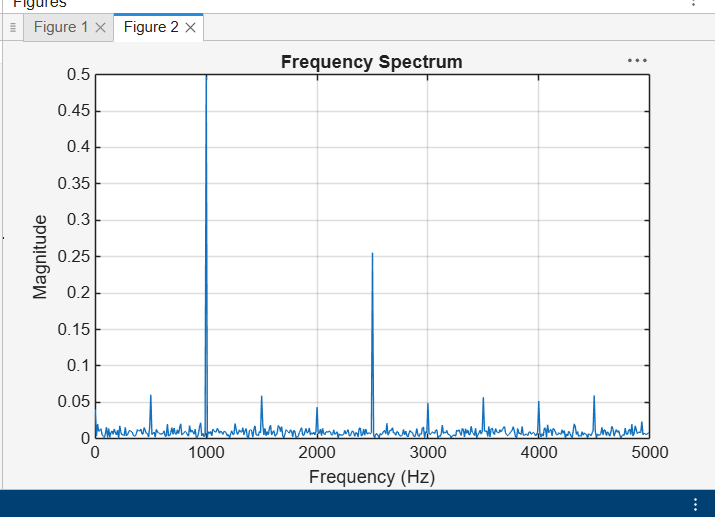 Figures
Figure 1 × Figure 2 ×
Frequency Spectrum
0.5
0.45
0.4
0.35
0.3
0.25
0.2
0.15
0.1
0.05
0
Magnitude
0 1000 2000 3000 4000 5000
Frequency (Hz)